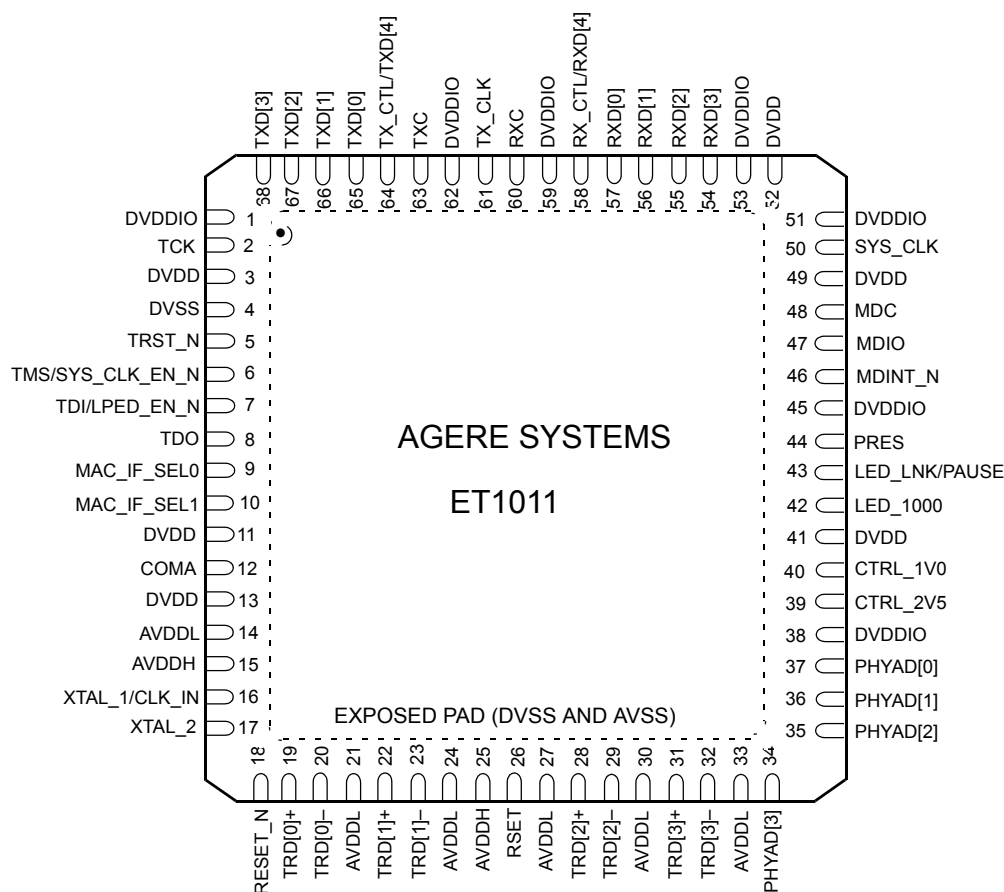 TXD[3]
TXD[2]
TXD[1]
TXD[0]
TX_CTL/TXD[4]
TXC
DVDDIO
TX_CLK
RXC
DVDDIO
RX_CTL/RXD[4]
RXD[0]
RXD[1]
RXD[2]
RXD[3]
DVDDIO
DVDD
68
67
66
65
64
63
62
61
60
59
58
57
56
55
54
53
52
DVDDIO 1
TCK 2
DVDD 3
DVSS 4
TRST_N 5
TMS/SYS_CLK_EN_N 6
TDI/LPED_EN_N 7
TDO 8
MAC_IF_SEL0 9
MAC_IF_SEL1 10
DVDD 11
COMA 12
DVDD 13
AVDDL 14
AVDDH 15
XTAL_1/CLK_IN 16
XTAL_2 17
AGERE SYSTEMS
ET1011
EXPOSED PAD (DVSS AND AVSS)
51 DVDDIO
50 SYS_CLK
49 DVDD
48 MDC
47 MDIO
46 MDINT_N
45 DVDDIO
44 PRES
43 LED_LNK/PAUSE
42 LED_1000
41 DVDD
40 CTRL_1V0
39 CTRL_2V5
38 DVDDIO
37 PHYAD[0]
36 PHYAD[1]
35 PHYAD[2]
18
19
20
21
22
23
24
25
26
27
28
29
30
31
32
33
34
RESET_N
TRD[0]+
TRD[0]–
AVDDL
TRD[1]+
TRD[1]–
AVDDL
AVDDH
RSET
AVDDL
TRD[2]+
TRD[2]–
AVDDL
TRD[3]+
TRD[3]–
AVDDL
PHYAD[3]